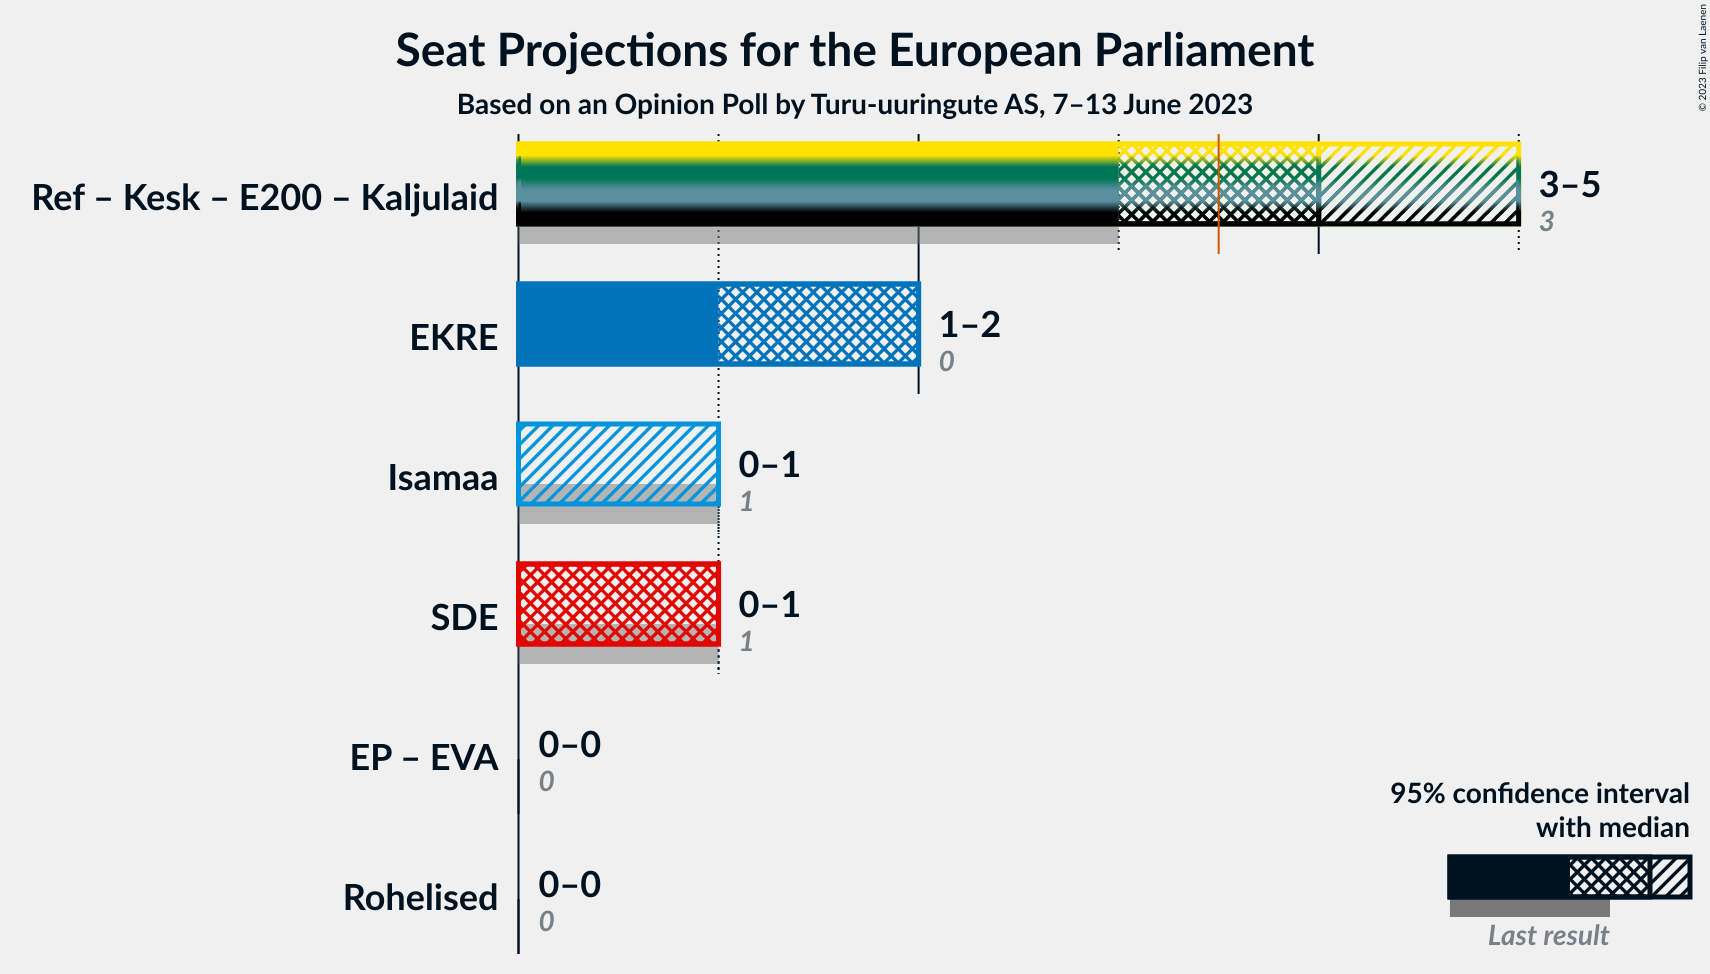 Seat Projections for the European Parliament
Based on an Opinion Poll by Turu-uuringute AS, 7–13 June 2023
© 2023 Filip van Laenen
Ref – Kesk – E200 – Kaljulaid
3–5
3
EKRE
1–2
0
Isamaa
0–1
1
SDE
0–1
1
EP – EVA
0–0
0
Rohelised
0–0
0
95% confidence interval
with median
Last result